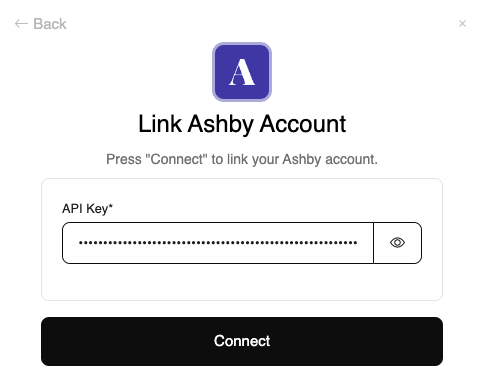 ← Back
×
A
Link Ashby Account
Press "Connect" to link your Ashby account.
API Key*
••••••••••••••••••••••••••••••••••••••••••••••••••••••••
Connect